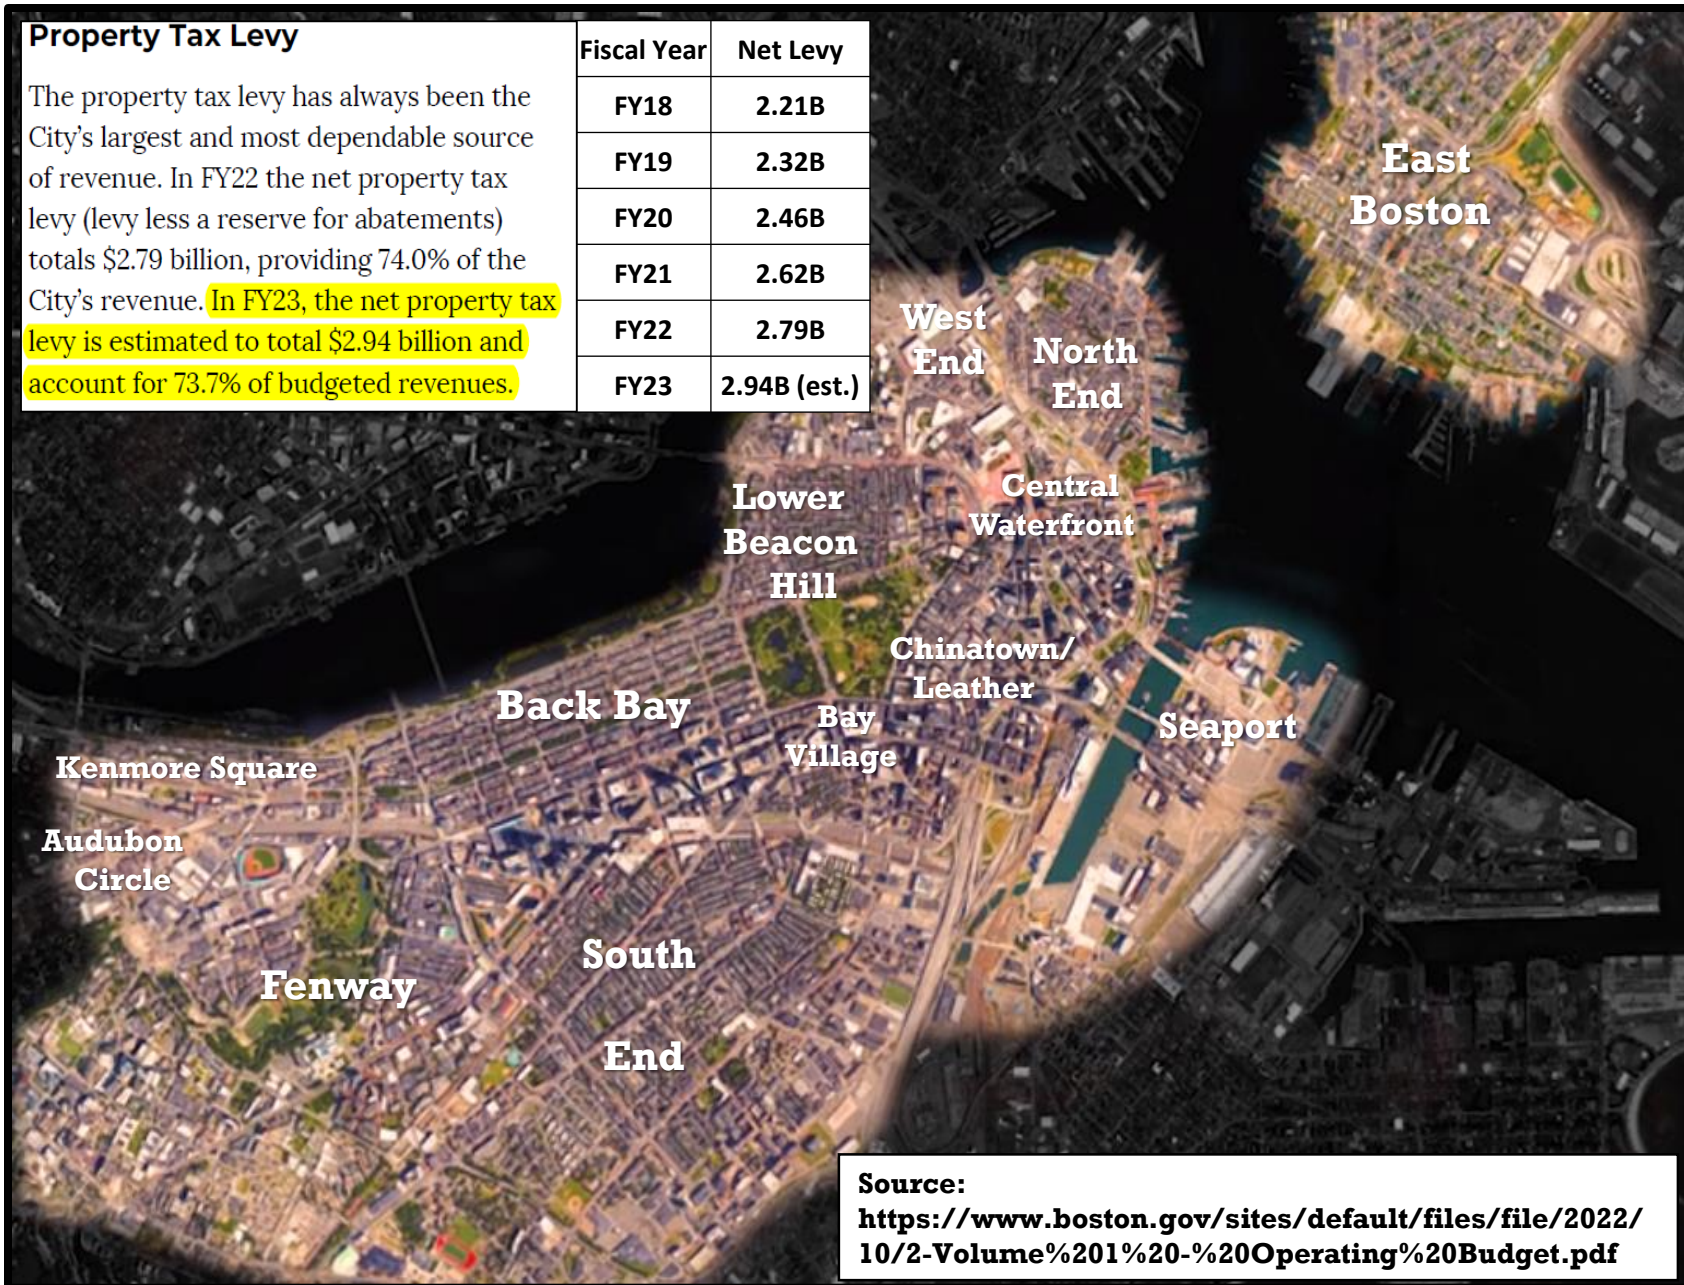 Property Tax Levy
The property tax levy has always been the
City’s largest and most dependable source
of revenue. In FY22 the net property tax
levy (levy less a reserve for abatements)
totals $2.79 billion, providing 74.0% of the
City’s revenue. In FY23, the net property tax
levy is estimated to total $2.94 billion and
account for 73.7% of budgeted revenues.
Fiscal Year Net Levy
FY18 2.21B
FY19 2.32B
FY20 2.46B
FY21 2.62B
FY22 2.79B
FY23 2.94B (est.)
East
Boston
West
End
North
End
Lower
Beacon
Hill
Central
Waterfront
Chinatown/
Leather
Back Bay
Bay
Village
Seaport
Kenmore Square
Audubon
Circle
Fenway
South
End
Source:
https://www.boston.gov/sites/default/files/file/2022/
10/2-Volume%201%20-%20Operating%20Budget.pdf